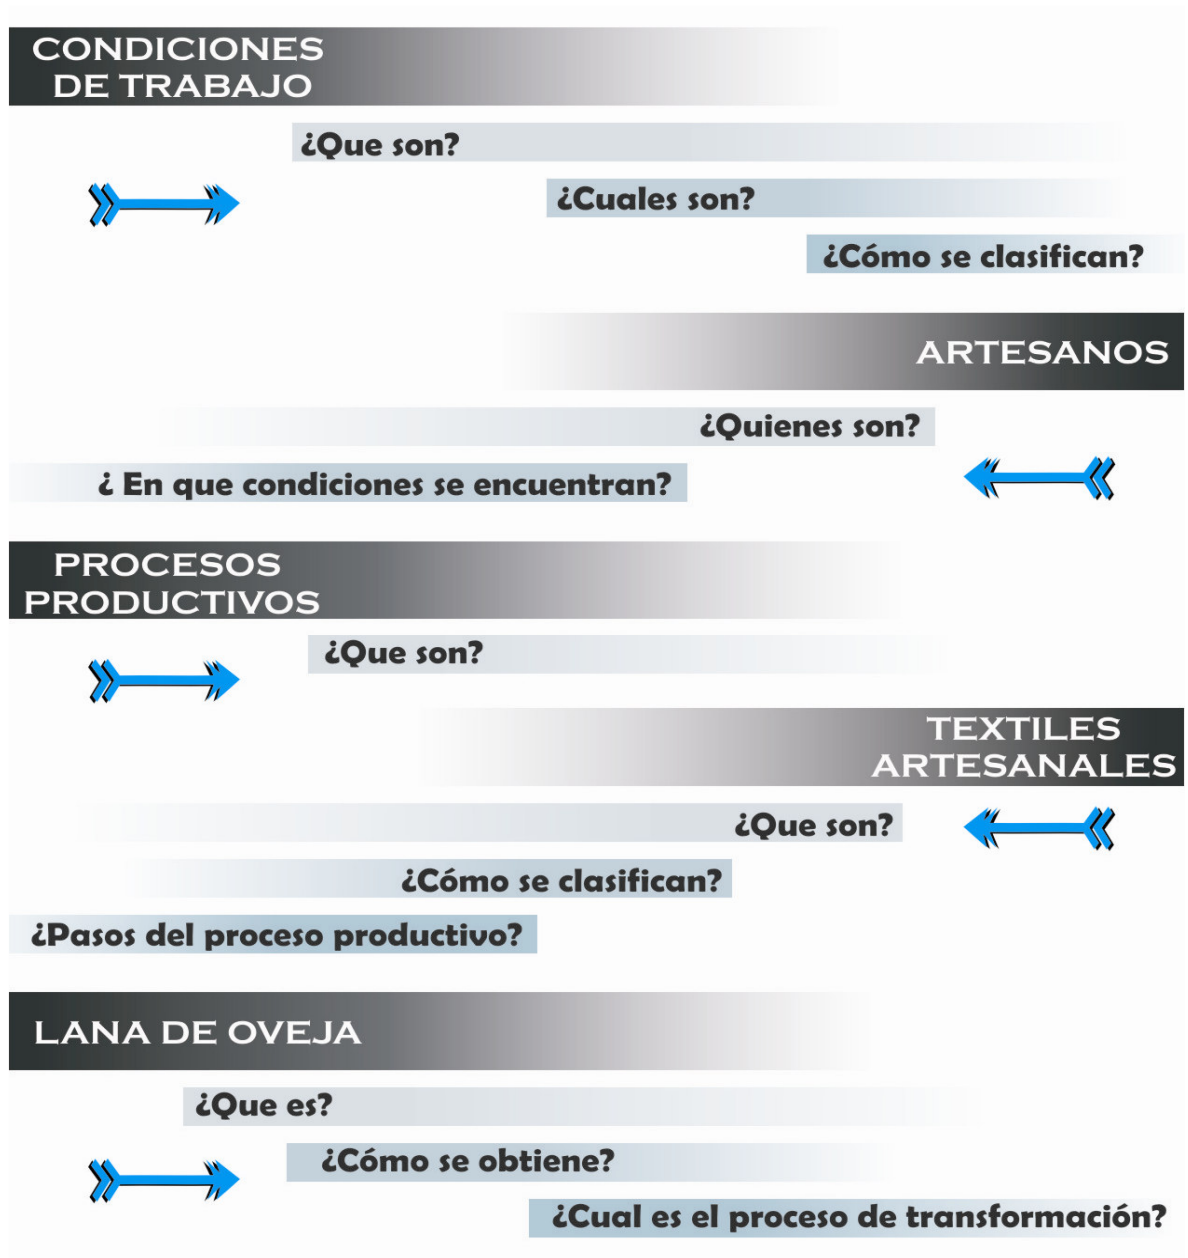 CONDICIONES
DE TRABAJO
¿Que son?
¿Cuales son?
¿Cómo se clasifican?
ARTESANOS
¿Quienes son?
¿ En que condiciones se encuentran?
PROCESOS
PRODUCTIVOS
¿Que son?
TEXTILES
ARTESANALES
¿Que son?
¿Cómo se clasifican?
¿Pasos del proceso productivo?
LANA DE OVEJA
¿Que es?
¿Cómo se obtiene?
¿Cual es el proceso de transformación?